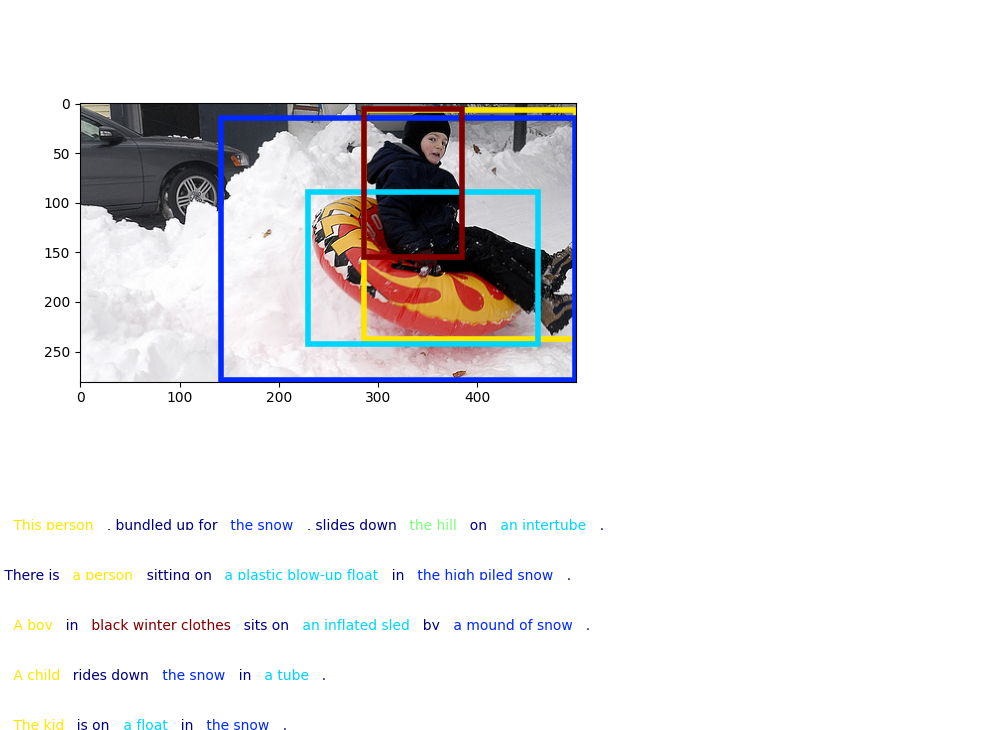 0
50
100
150
200
250
0 100 200 300 400
This person , bundled up for the snow , slides down the hill on an intertube .
There is a person sitting on a plastic blow-up float in the high piled snow .
A boy in black winter clothes sits on an inflated sled by a mound of snow .
A child rides down the snow in a tube .
The kid is on a float in the snow .